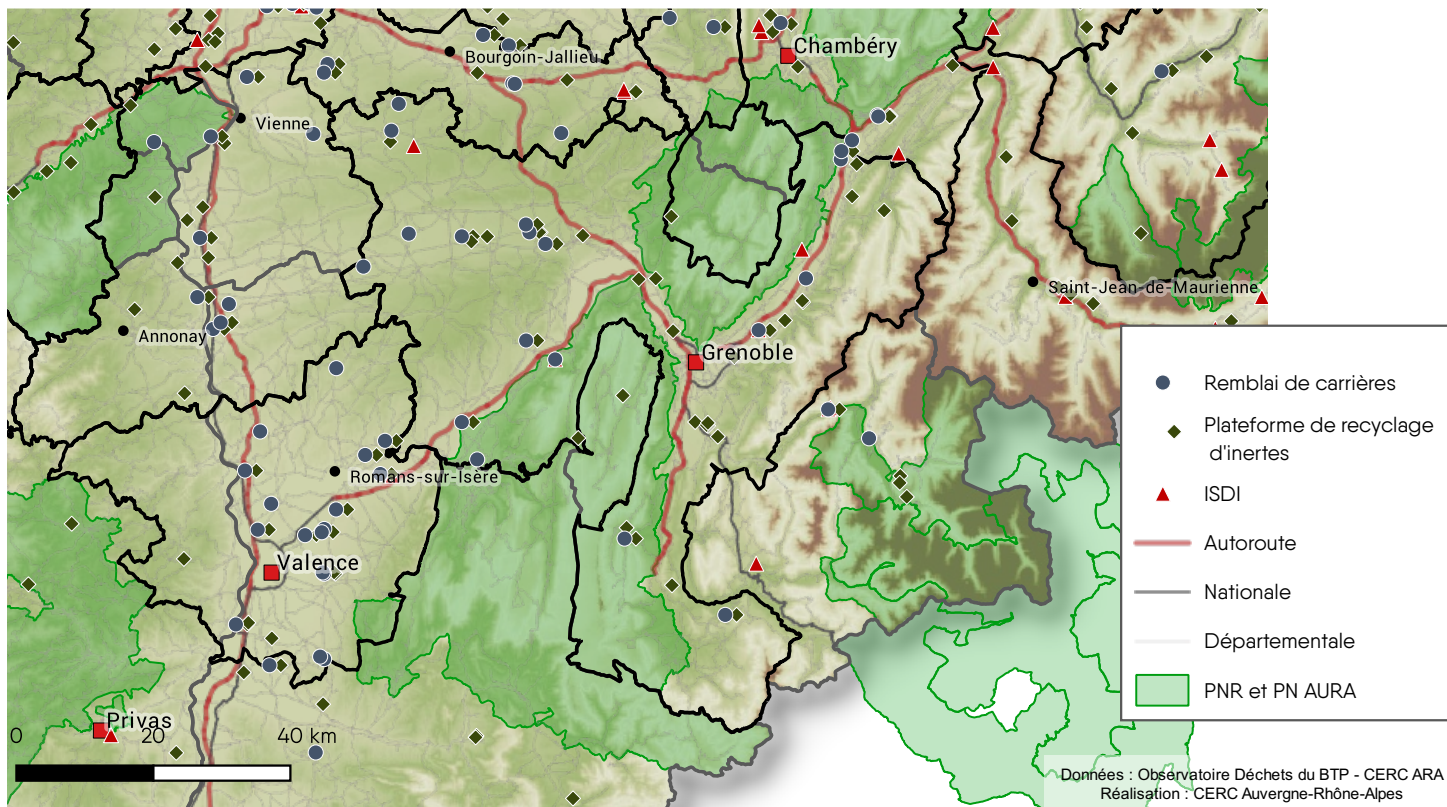 Chambéry
Bourgoin-Jallieu
Vienne
Saint-Jean-de-Maurienne
Annonay
Grenoble
Romans-sur-Isère
Valence
Privas
0 20 40 km
Remblai de carrières
Plateforme de recyclage
d'inertes
ISDI
Autoroute
Nationale
Départementale
PNR et PN AURA
Données : Observatoire Déchets du BTP - CERC ARA
Réalisation : CERC Auvergne-Rhône-Alpes